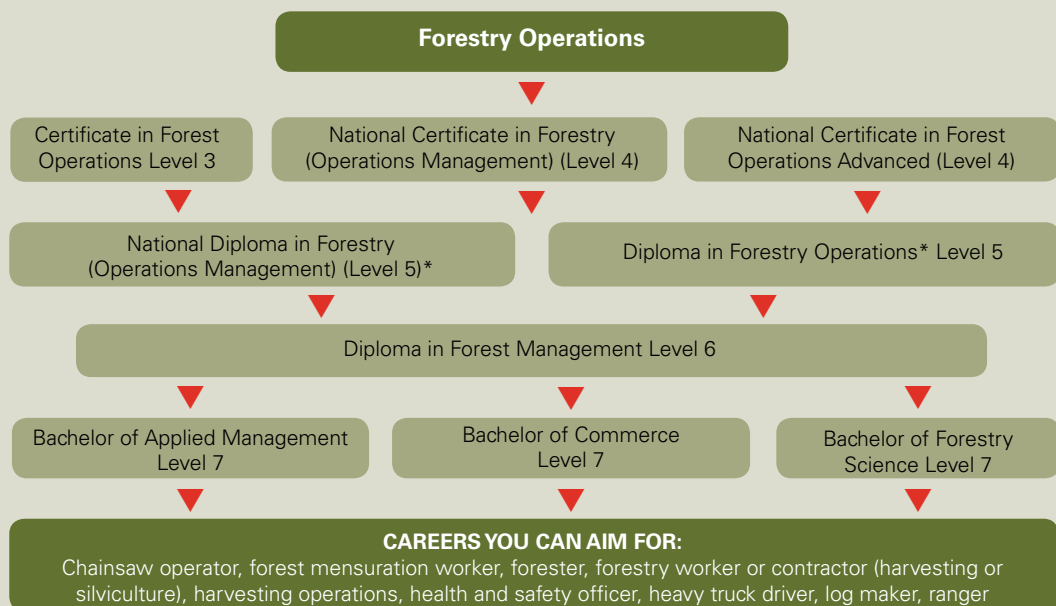 Forestry Operations
Certificate in Forest
Operations Level 3
National Certificate in Forestry
(Operations Management) (Level 4)
National Certificate in Forest
Operations Advanced (Level 4)
National Diploma in Forestry
(Operations Management) (Level 5)*
Diploma in Forestry Operations* Level 5
Diploma in Forest Management Level 6
Bachelor of Applied Management
Level 7
Bachelor of Commerce
Level 7
Bachelor of Forestry
Science Level 7
CAREERS YOU CAN AIM FOR:
Chainsaw operator, forest mensuration worker, forester, forestry worker or contractor (harvesting or
silviculture), harvesting operations, health and safety officer, heavy truck driver, log maker, ranger